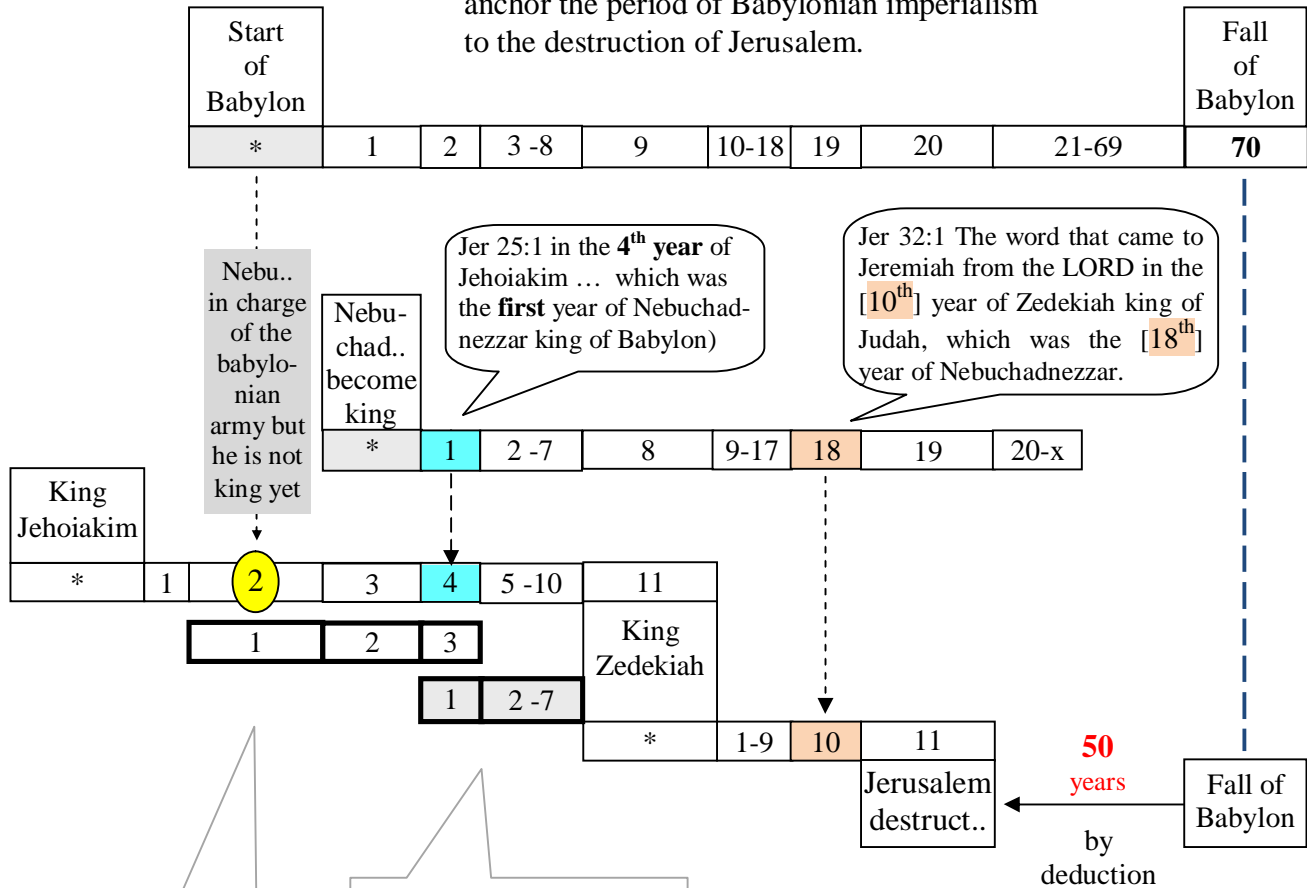 anchor the period of Babylonian imperialism
to the destruction of Jerusalem.
Start
of
Babylon
Fall
of
Babylon
* 1 2 3 -8 9 10-18 19 20 21-69 70
Nebu..
in charge
of the
babylo-
nian
army but
he is not
king yet
Nebu-
chad..
become
king
Jer 25:1 in the 4th year of
Jehoiakim … which was
the first year of Nebuchad-
nezzar king of Babylon)
Jer 32:1 The word that came to
Jeremiah from the LORD in the
[10th] year of Zedekiah king of
Judah, which was the [18th]
year of Nebuchadnezzar.
* 1 2 -7 8 9-17 18 19 20-x
King
Jehoiakim
* 1 2 3 4 5 -10 11
1 2 3
King
Zedekiah
1 2 -7
* 1-9 10 11
Jerusalem
destruct..
50
years
by
deduction
Fall of
Babylon